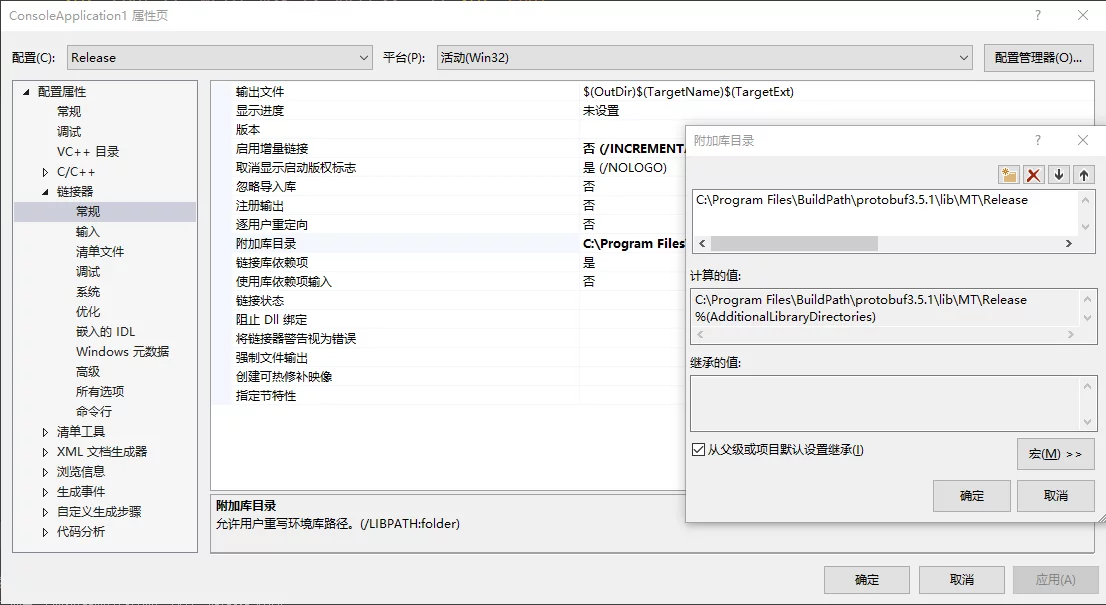 ConsoleApplication1 属性页
配置(C):
Release
平台(P):
活动(Win32)
配置管理器(O)...
配置属性
常规
调试
VC++ 目录
C/C++
链接器
常规
输入
清单文件
调试
系统
优化
嵌入的 IDL
Windows 元数据
高级
所有选项
命令行
清单工具
XML 文档生成器
浏览信息
生成事件
自定义生成步骤
代码分析
输出文件 $(OutDir)$(TargetName)$(TargetExt)
显示进度 未设置
版本
启用增量链接 否 (/INCREMENTA
取消显示启动版权标志 是 (/NOLOGO)
忽略导入库 否
注册输出 否
逐用户重定向 否
附加库目录 C:\Program Files
链接库依赖项 是
使用库依赖项输入 否
链接状态
阻止 Dll 绑定
将链接器警告视为错误
强制文件输出
创建可热修补映像
指定节特性
附加库目录
允许用户重写环境库路径。(/LIBPATH:folder)
附加库目录
C:\Program Files\BuildPath\protobuf3.5.1\lib\MT\Release
计算的值:
C:\Program Files\BuildPath\protobuf3.5.1\lib\MT\Release
%(AdditionalLibraryDirectories)
继承的值:
从父级或项目默认设置继承(I)
宏(M) >>
确定
取消
确定
取消
应用(A)